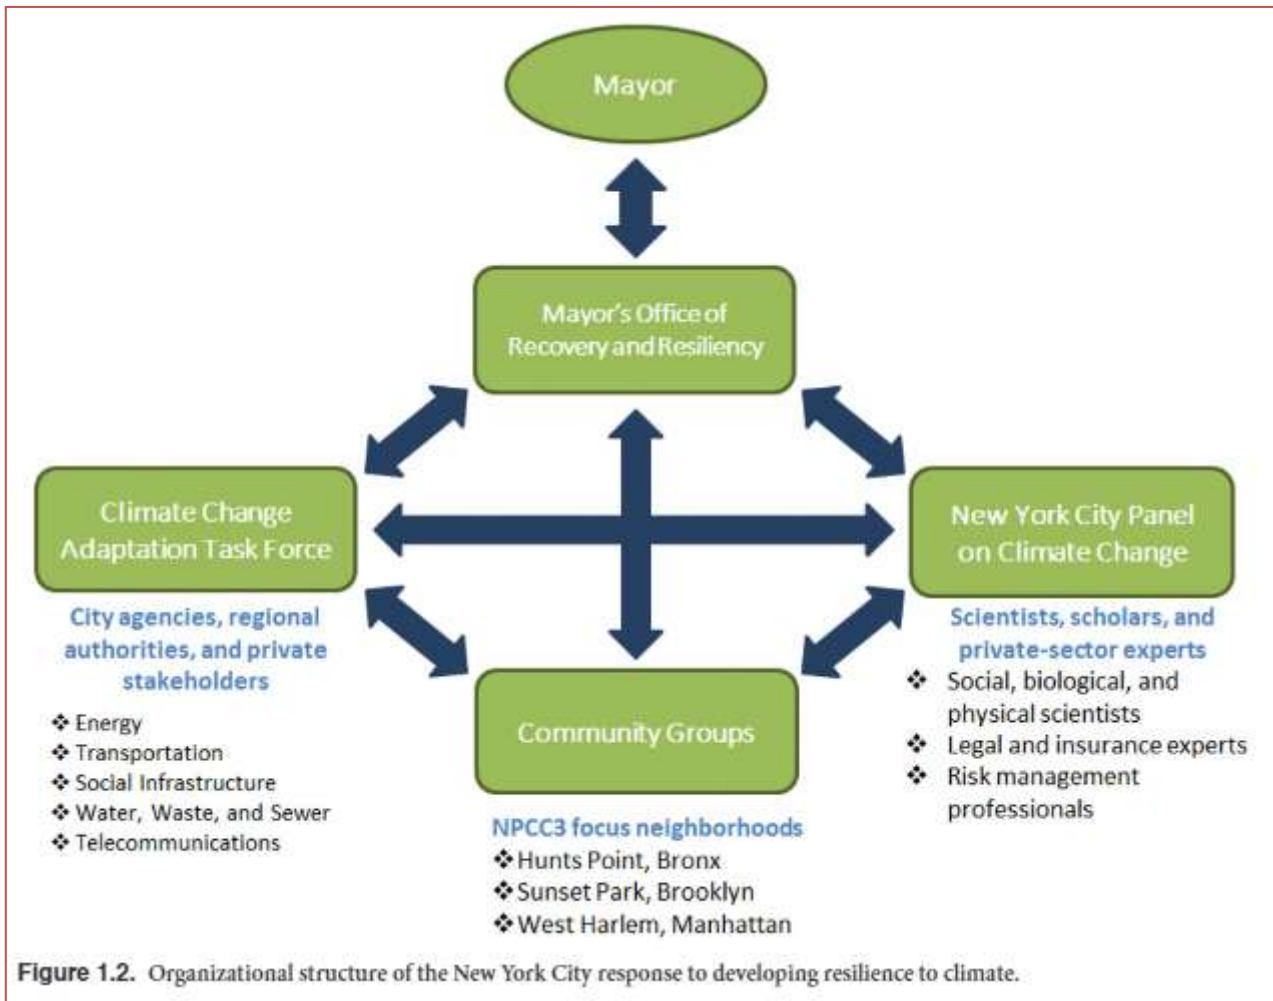 Mayor
Mayor's Office of
Recovery and Resiliency
Climate Change
Adaptation Task Force
New York City Panel
on Climate Change
City agencies, regional
authorities, and private
stakeholders
❖ Energy
❖ Transportation
❖ Social Infrastructure
❖ Water, Waste, and Sewer
❖ Telecommunications
Community Groups
NPCC3 focus neighborhoods
❖ Hunts Point, Bronx
❖ Sunset Park, Brooklyn
❖ West Harlem, Manhattan
Scientists, scholars, and
private-sector experts
❖ Social, biological, and
physical scientists
❖ Legal and insurance experts
❖ Risk management
professionals
Figure 1.2. Organizational structure of the New York City response to developing resilience to climate.